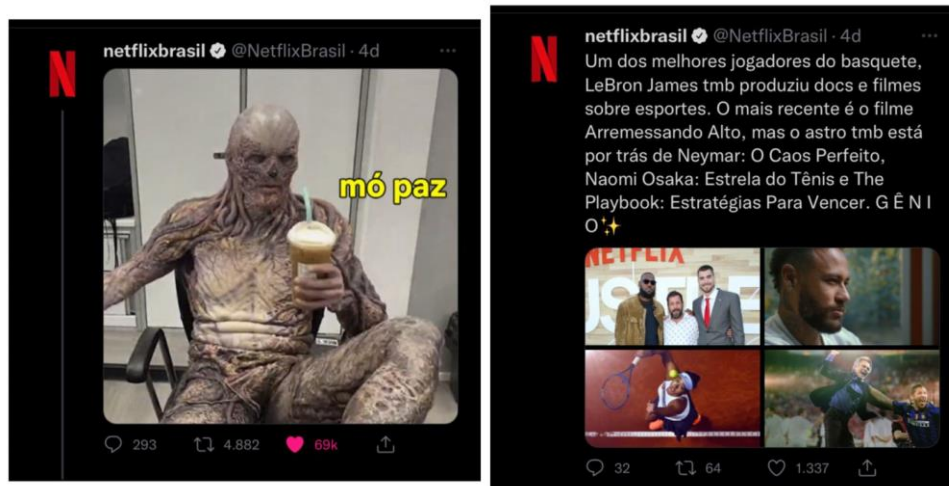 netflixbrasil @NetflixBrasil · 4d
mó paz
293 4.882 69k
netflixbrasil @NetflixBrasil · 4d
Um dos melhores jogadores do basquete,
LeBron James tmb produziu docs e filmes
sobre esportes. O mais recente é o filme
Arremessando Alto, mas o astro tmb está
por trás de Neymar: O Caos Perfeito,
Naomi Osaka: Estrela do Tênis e The
Playbook: Estratégias Para Vencer. G Ê N I
O✨
NETFLIX
32 64 1.337